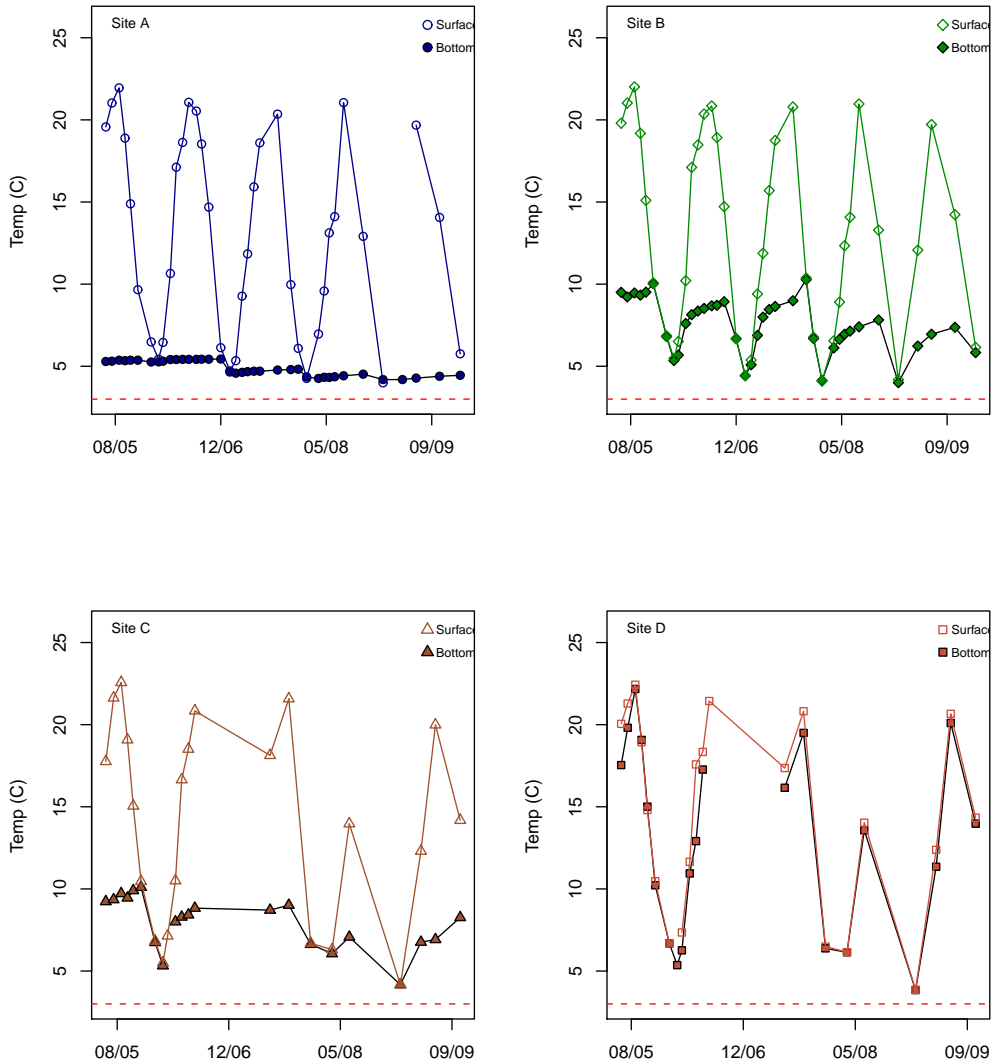 Site A
Surface
Bottom
Temp (C)
5
10
15
20
25
08/05
12/06
05/08
09/09
Site B
Surface
Bottom
Temp (C)
5
10
15
20
25
08/05
12/06
05/08
09/09
Site C
Surface
Bottom
Temp (C)
5
10
15
20
25
08/05
12/06
05/08
09/09
Site D
Surface
Bottom
Temp (C)
5
10
15
20
25
08/05
12/06
05/08
09/09